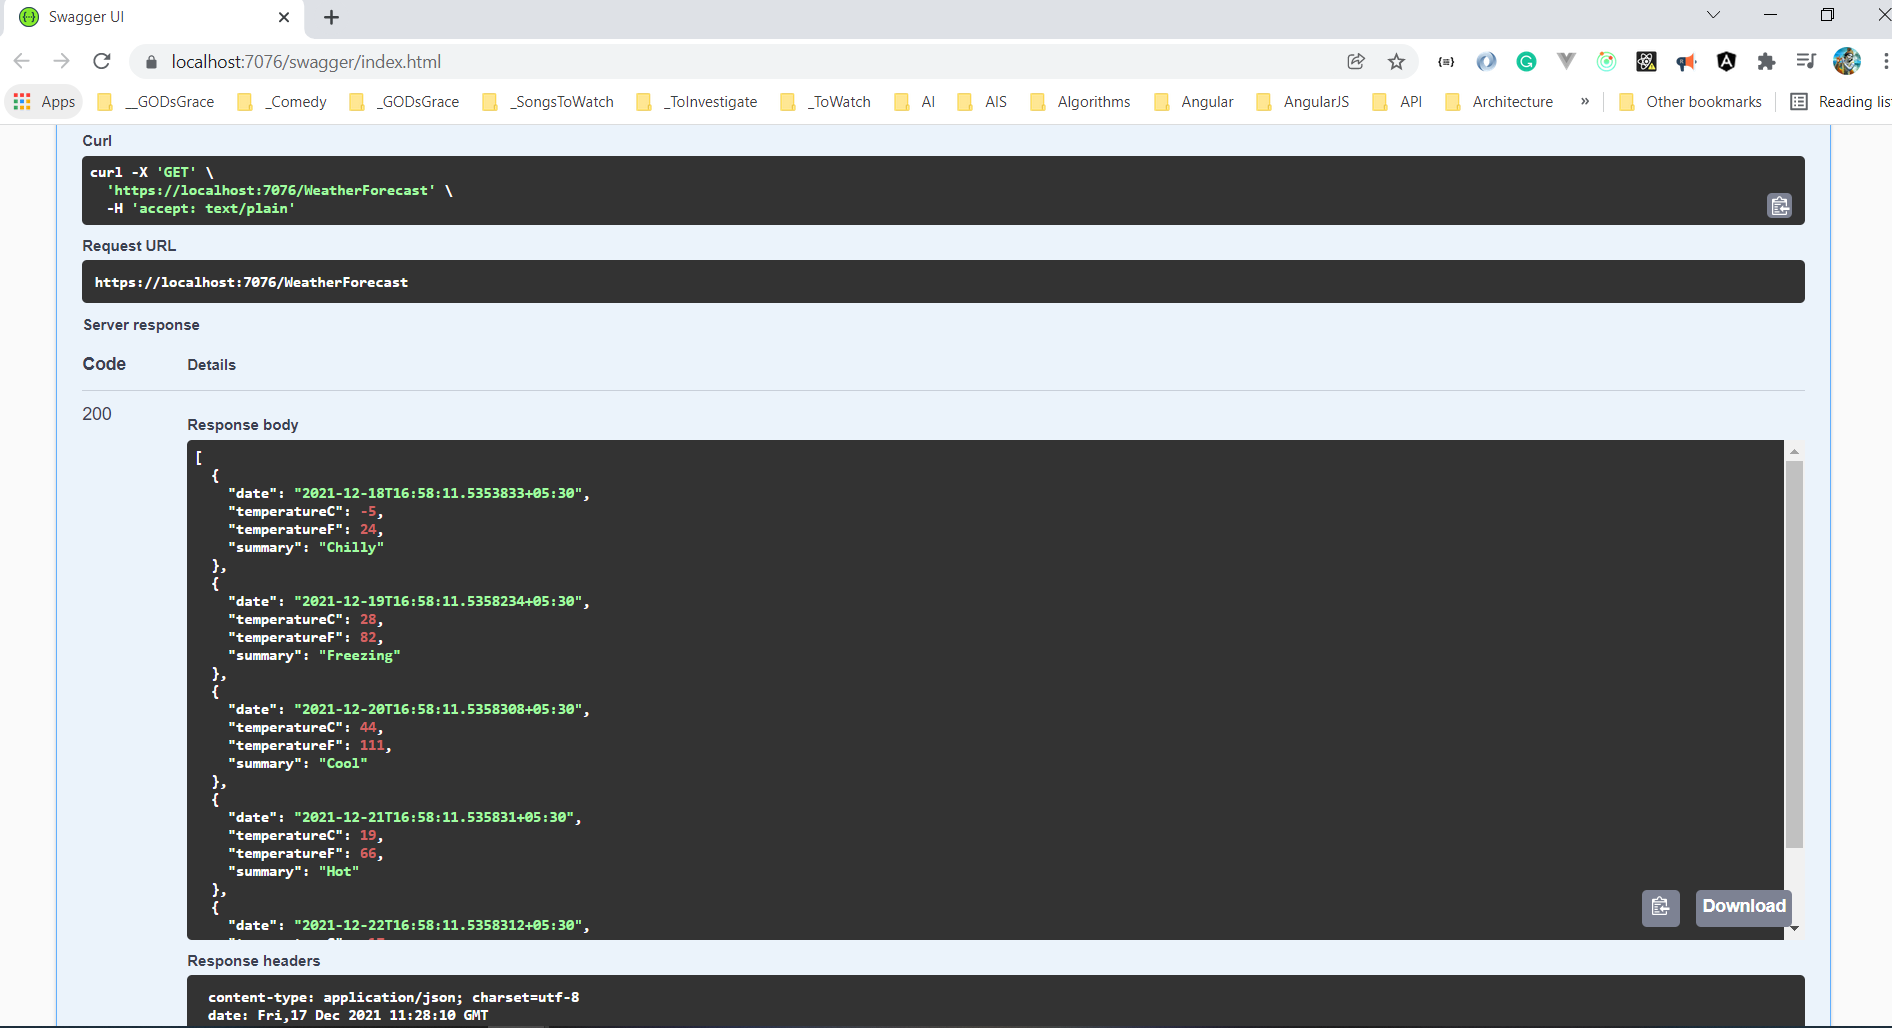 Swagger UI
localhost:7076/swagger/index.html
Apps __GODsGrace _Comedy _GODsGrace _SongsToWatch _ToInvestigate _ToWatch AI AIS Algorithms Angular AngularJS API Architecture » Other bookmarks Reading lis
Curl
curl -X 'GET' \
'https://localhost:7076/WeatherForecast' \
-H 'accept: text/plain'
Request URL
https://localhost:7076/WeatherForecast
Server response
Code Details
200
Response body
[
{
"date": "2021-12-18T16:58:11.5353833+05:30",
"temperatureC": -5,
"temperatureF": 24,
"summary": "Chilly"
},
{
"date": "2021-12-19T16:58:11.5358234+05:30",
"temperatureC": 28,
"temperatureF": 82,
"summary": "Freezing"
},
{
"date": "2021-12-20T16:58:11.5358308+05:30",
"temperatureC": 44,
"temperatureF": 111,
"summary": "Cool"
},
{
"date": "2021-12-21T16:58:11.535831+05:30",
"temperatureC": 19,
"temperatureF": 66,
"summary": "Hot"
},
{
"date": "2021-12-22T16:58:11.5358312+05:30",
Download
Response headers
content-type: application/json; charset=utf-8
date: Fri,17 Dec 2021 11:28:10 GMT